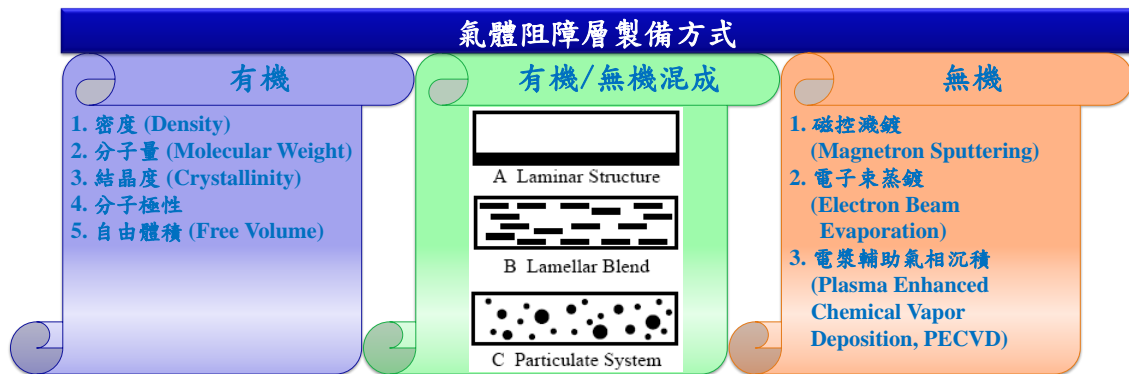 氣體阻障層製備方式
有機
1. 密度 (Density)
2. 分子量 (Molecular Weight)
3. 結晶度 (Crystallinity)
4. 分子極性
5. 自由體積 (Free Volume)
有機/無機混成
A Laminar Structure
B Lamellar Blend
C Particulate System
無機
1. 磁控濺鍍
(Magnetron Sputtering)
2. 電子束蒸鍍
(Electron Beam
Evaporation)
3. 電漿輔助氣相沉積
(Plasma Enhanced
Chemical Vapor
Deposition, PECVD)